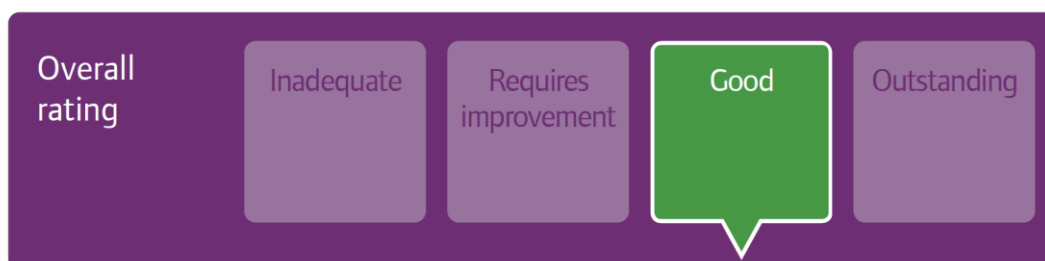 Overall
rating
Inadequate
Requires
improvement
Good
Outstanding